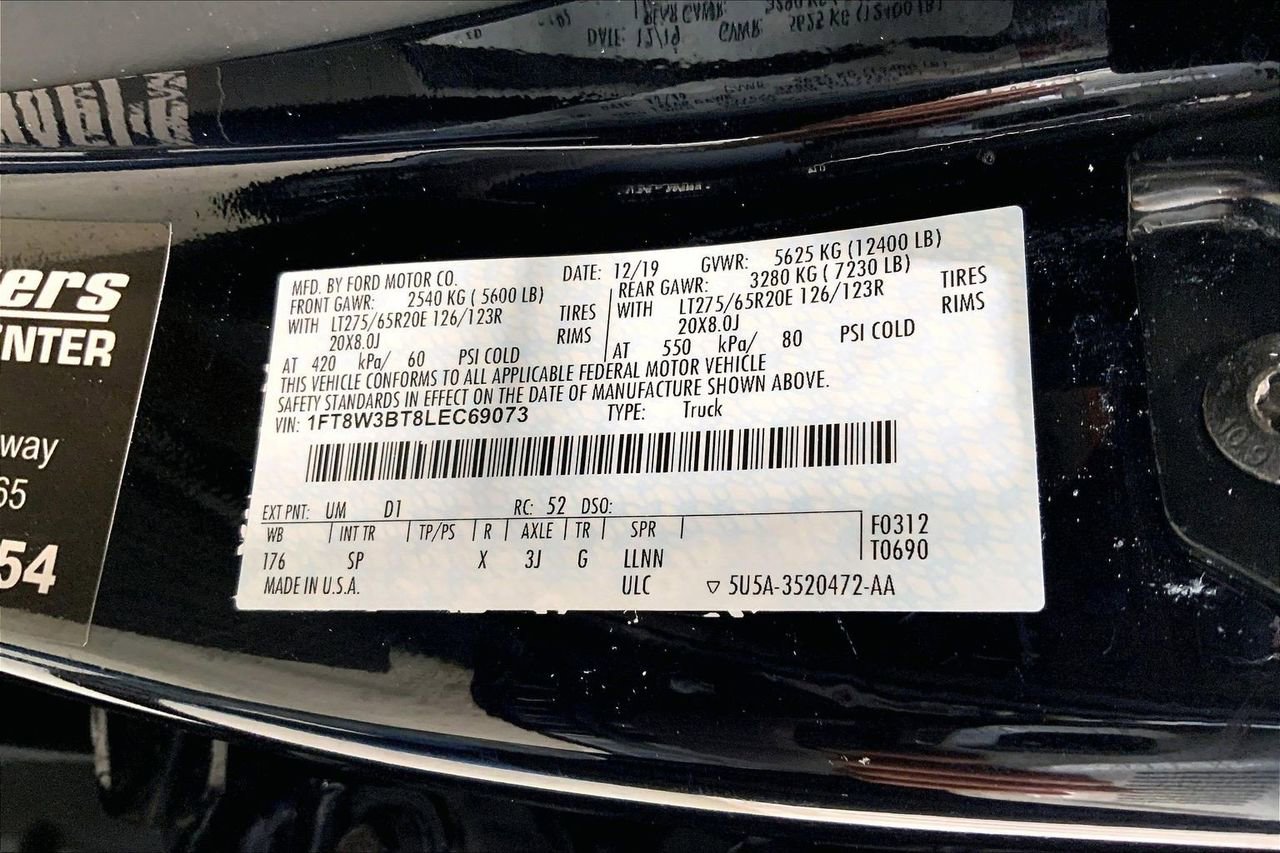 MFD. BY FORD MOTOR CO. DATE: 12/19 GVWR: 5625 KG (12400 LB)
FRONT GAWR: 2540 KG ( 5600 LB) REAR GAWR: 3280 KG ( 7230 LB)
WITH LT275/65R20E 126/123R TIRES WITH LT275/65R20E 126/123R TIRES
20X8.0J RIMS 20X8.0J RIMS
AT 420 kPa/ 60 PSI COLD AT 550 kPa/ 80 PSI COLD
THIS VEHICLE CONFORMS TO ALL APPLICABLE FEDERAL MOTOR VEHICLE
SAFETY STANDARDS IN EFFECT ON THE DATE OF MANUFACTURE SHOWN ABOVE.
VIN: 1FT8W3BT8LEC69073 TYPE: Truck
EXT PNT: UM D1 RC: 52 DSO:
WB INT TR TP/PS R AXLE TR SPR F0312
176 SP X 3J G LLNN T0690
MADE IN U.S.A. ULC ▽ 5U5A-3520472-AA
ers
NTER
way
65
54